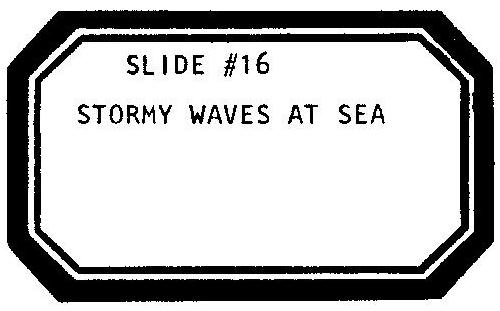 SLIDE #16
STORMY WAVES AT SEA